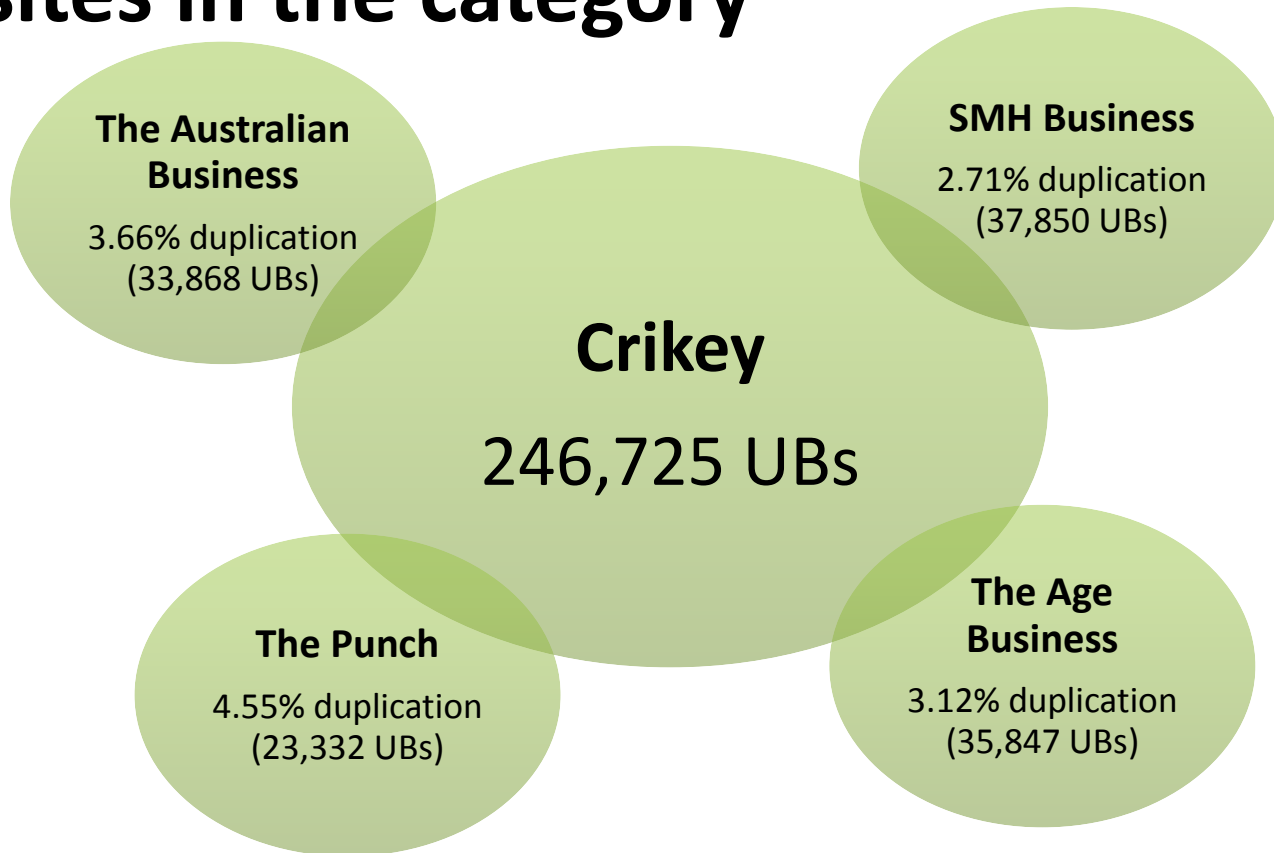 sites in the category
The Australian
Business
3.66% duplication
(33,868 UBs)
SMH Business
2.71% duplication
(37,850 UBs)
Crikey
246,725 UBs
The Punch
4.55% duplication
(23,332 UBs)
The Age
Business
3.12% duplication
(35,847 UBs)